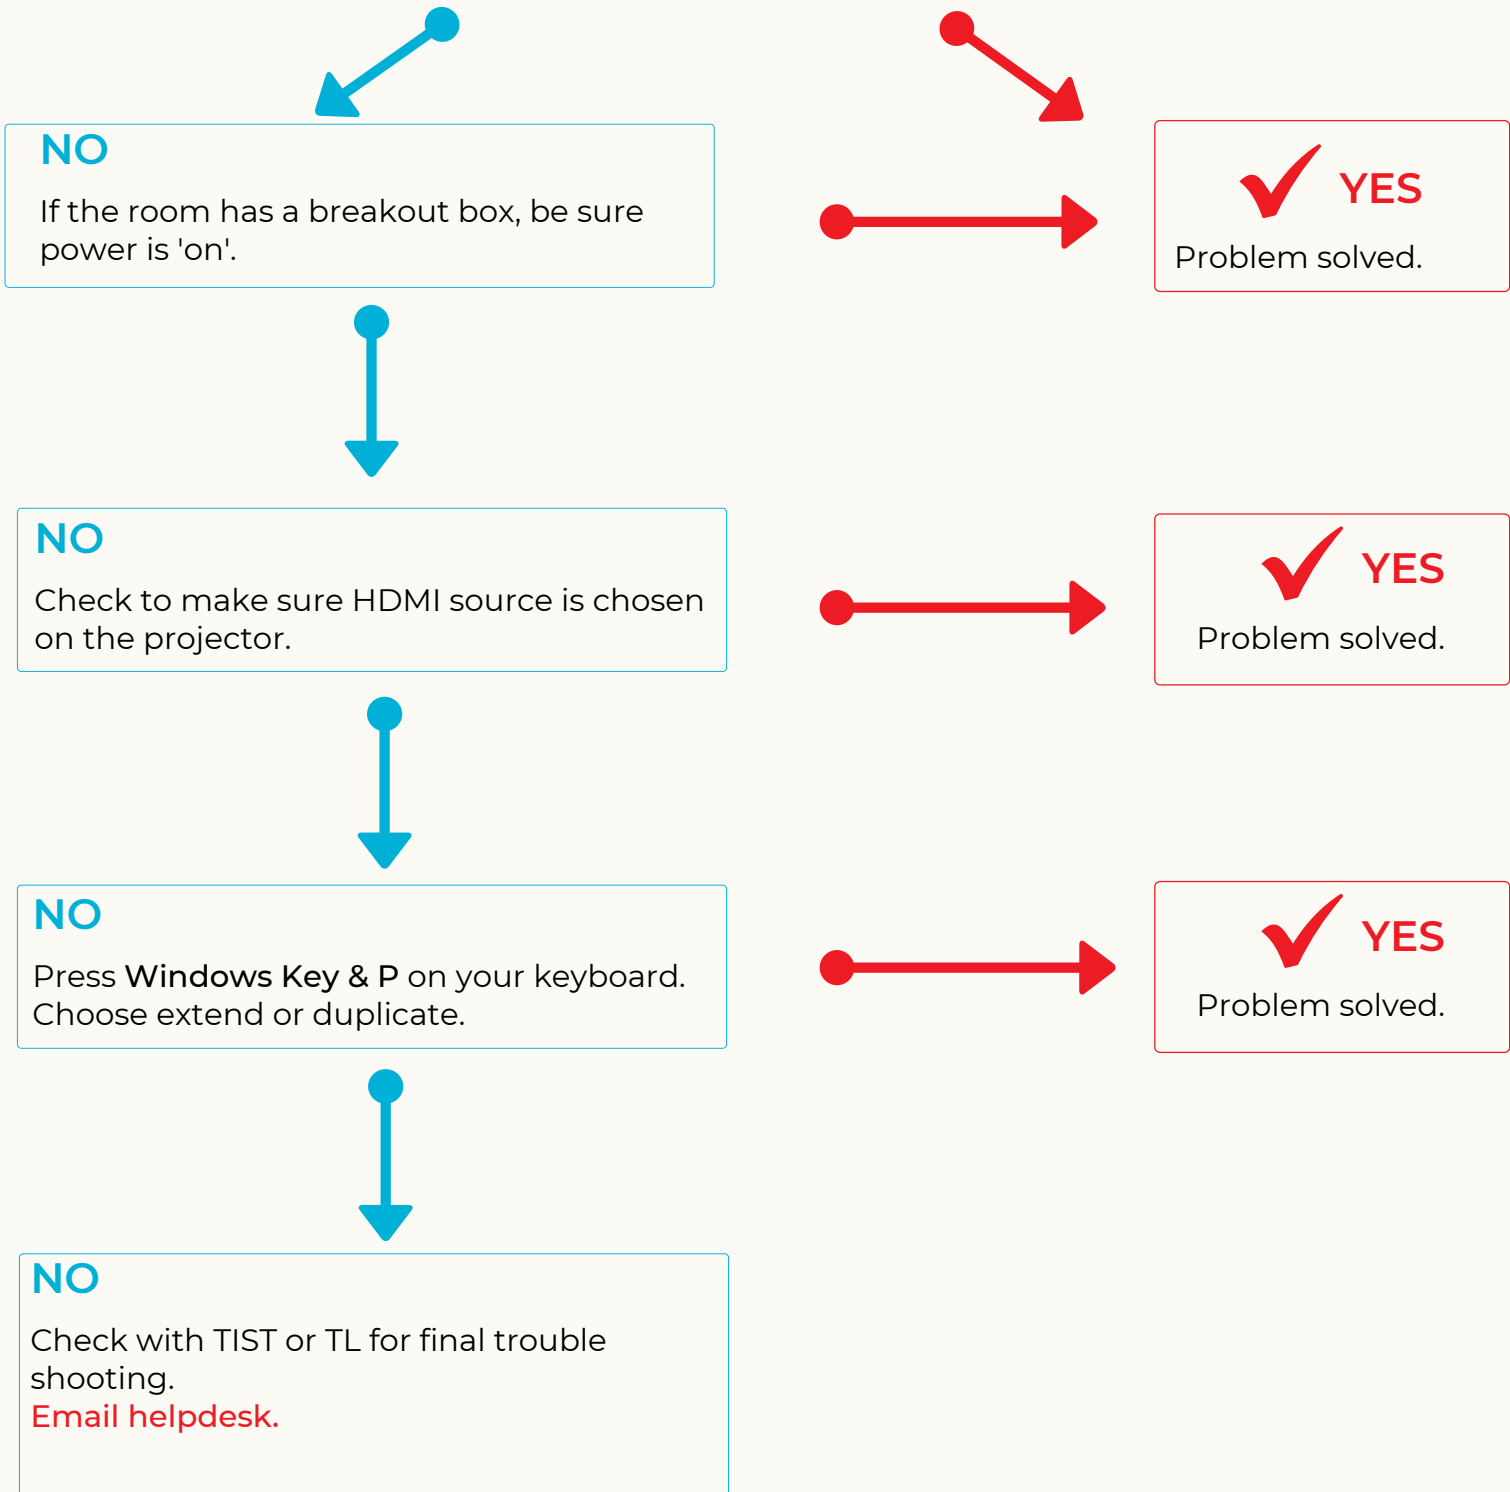 NO
If the room has a breakout box, be sure
power is 'on'.
YES
Problem solved.
NO
Check to make sure HDMI source is chosen
on the projector.
YES
Problem solved.
NO
Press Windows Key & P on your keyboard.
Choose extend or duplicate.
YES
Problem solved.
NO
Check with TIST or TL for final trouble
shooting.
Email helpdesk.